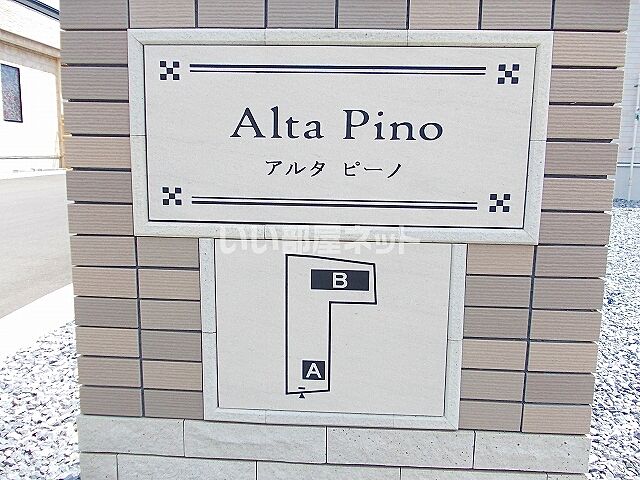 Alta Pino
アルタ ピーノ
いい部屋ネット
B
A